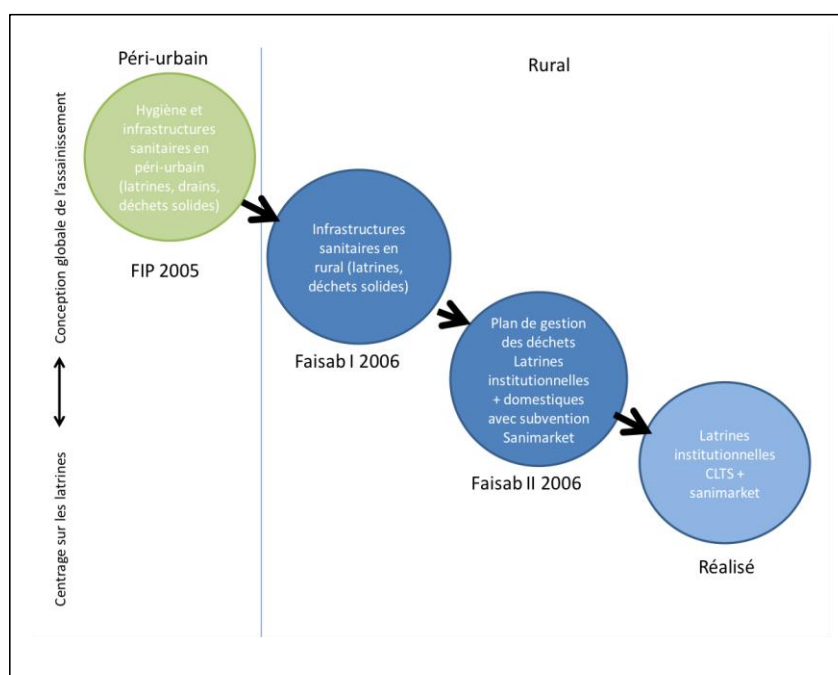 Péri-urbain
Rural
Conception globale de l'assainissement
Centrage sur les latrines
Hygiène et
infrastructures
sanitaires en
péri-urbain
(latrines, drains,
déchets solides)
FIP 2005
Infrastructures
sanitaires en
rural (latrines,
déchets solides)
Faisab I 2006
Plan de gestion
des déchets
Latrines
institutionnelles
+ domestiques
avec subvention
Sanimarket
Faisab II 2006
Latrines
institutionnelles
CLTS +
sanimarket
Réalisé